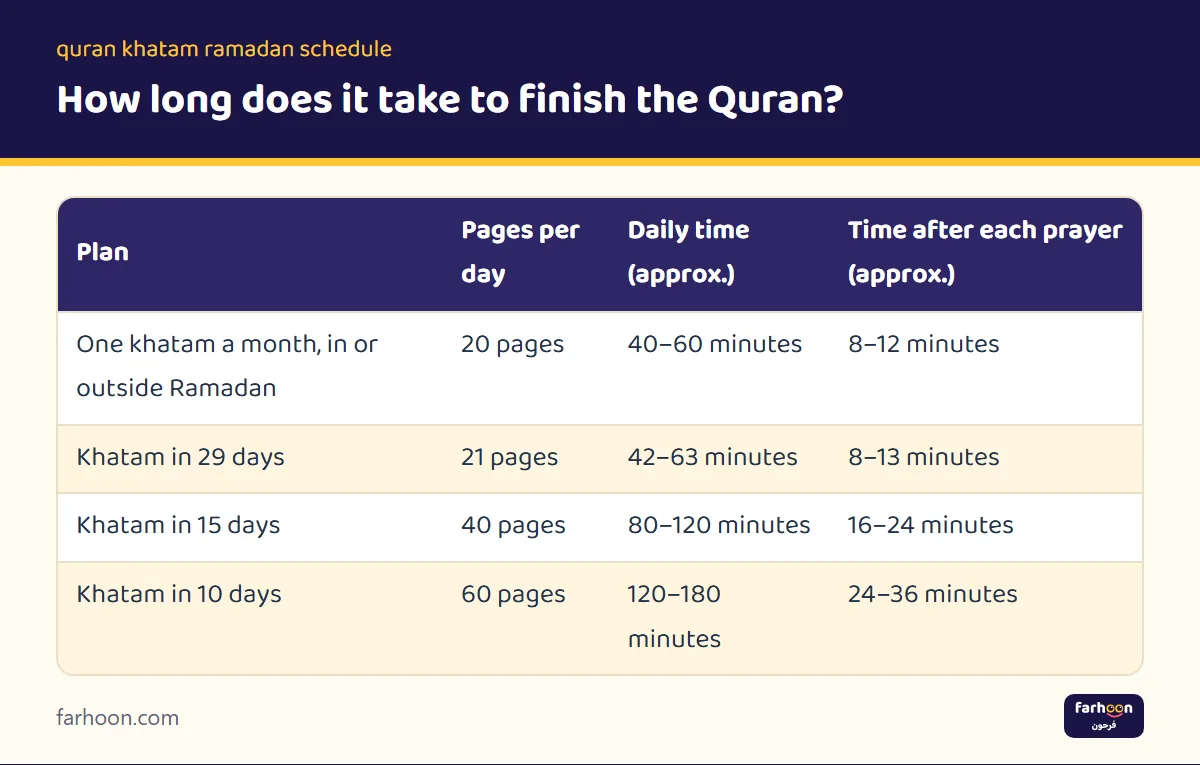 quran khatam ramadan schedule
How long does it take to finish the Quran?
Plan
Pages per
day
Daily time
(approx.)
Time after each prayer
(approx.)
One khatam a month, in or
outside Ramadan
20 pages
40–60 minutes
8–12 minutes
Khatam in 29 days
21 pages
42–63 minutes
8–13 minutes
Khatam in 15 days
40 pages
80–120 minutes
16–24 minutes
Khatam in 10 days
60 pages
120–180
minutes
24–36 minutes
farhoon.com
farhoon
فرحون